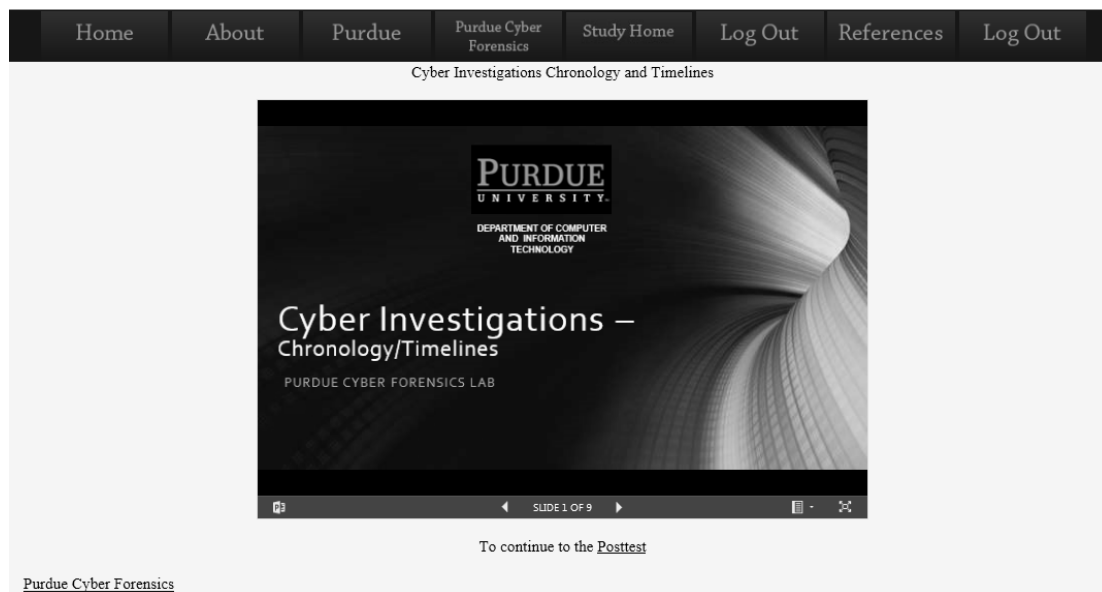 Home About Purdue Purdue Cyber Forensics Study Home Log Out References Log Out
Cyber Investigations Chronology and Timelines
PURDUE
UNIVERSITY
DEPARTMENT OF COMPUTER
AND INFORMATION
TECHNOLOGY
Cyber Investigations –
Chronology/Timelines
PURDUE CYBER FORENSICS LAB
SLIDE 1 OF 9
To continue to the Posttest
Purdue Cyber Forensics